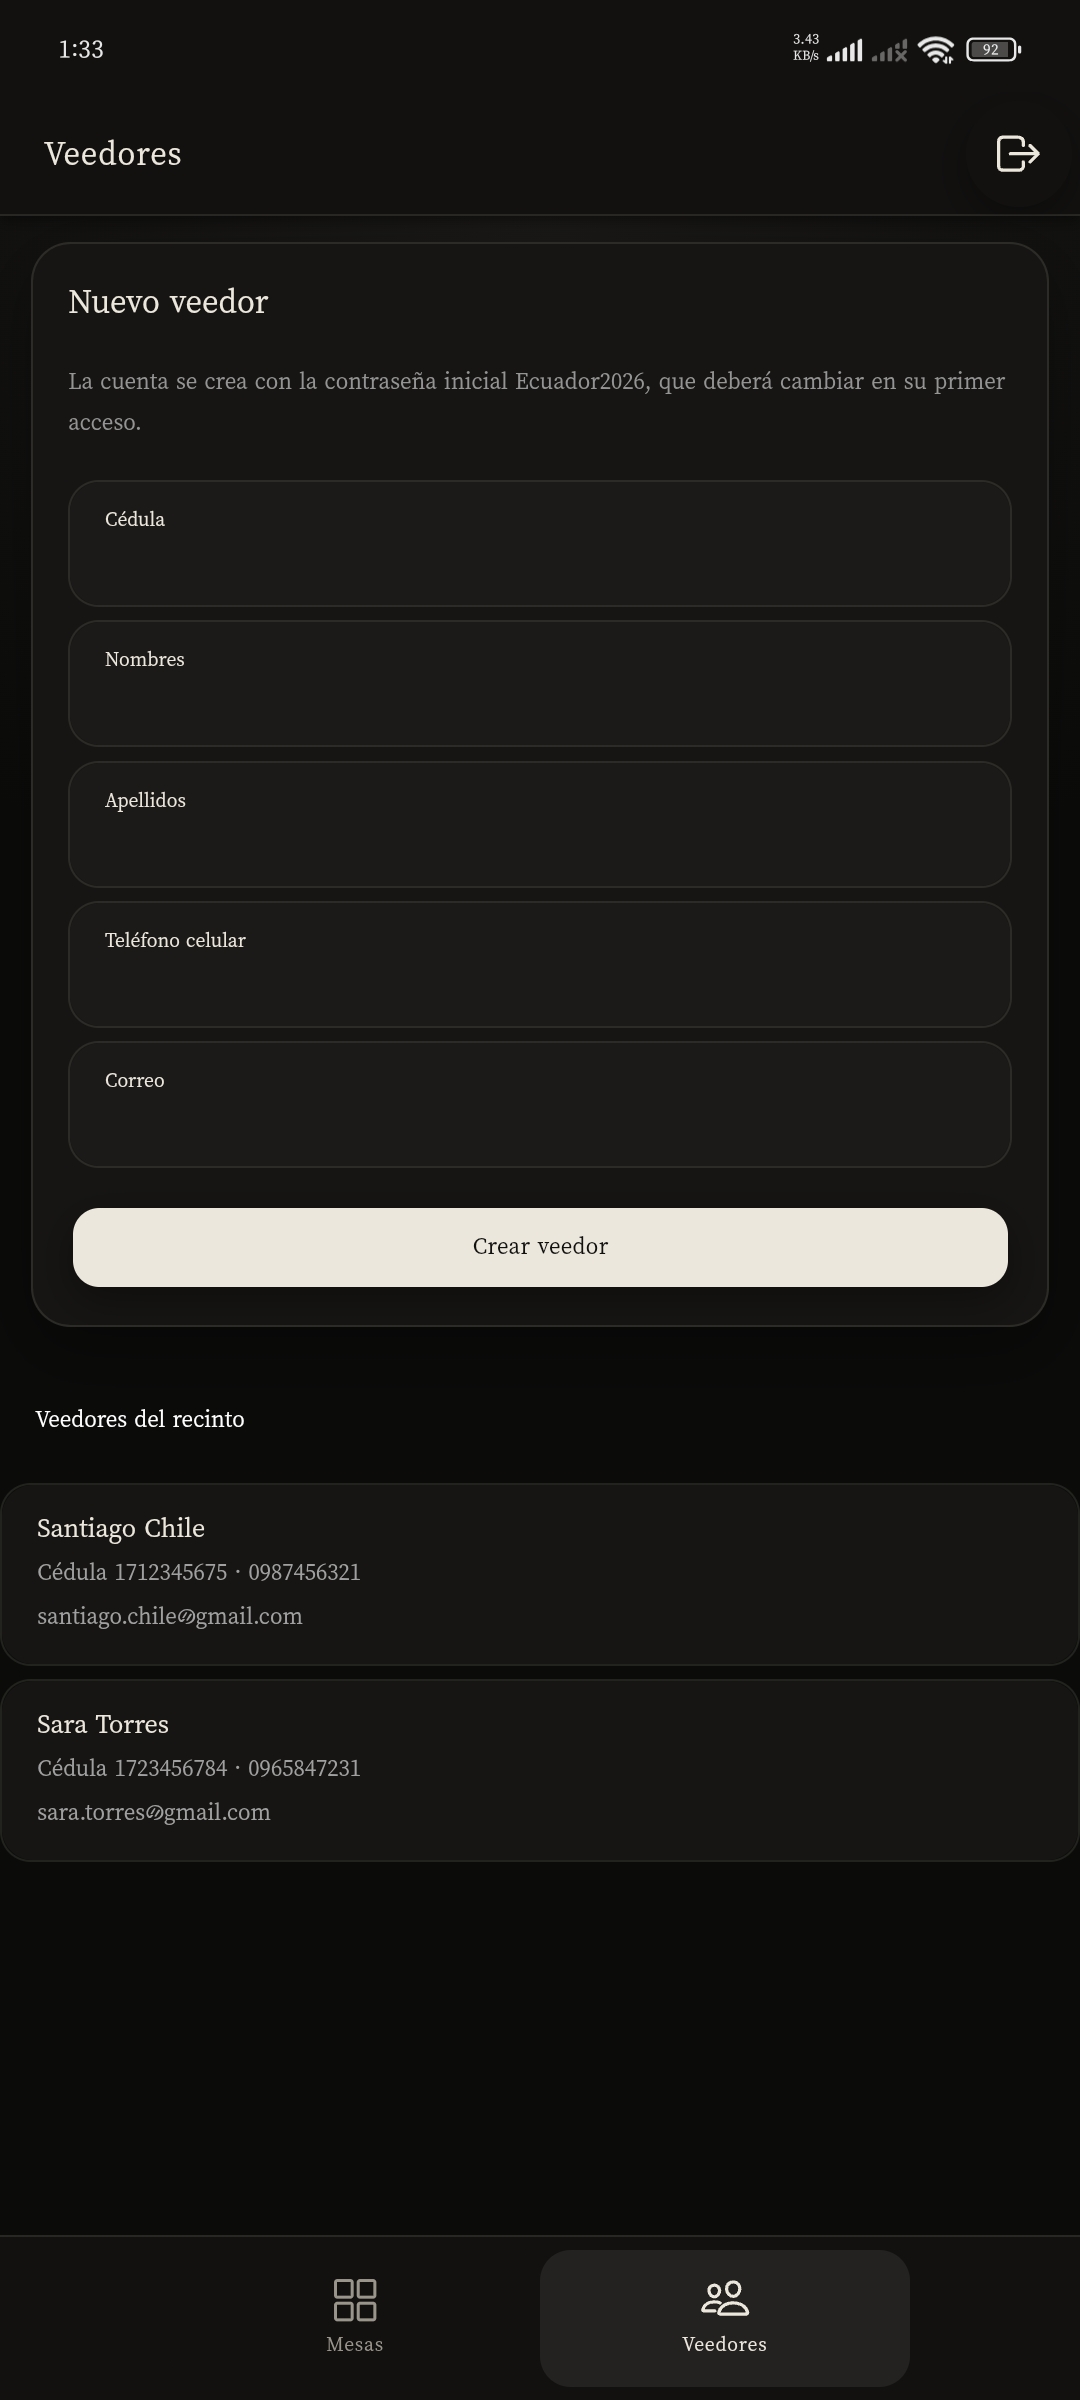 1:33
3.43
KB/s
92
Veedores
Nuevo veedor
La cuenta se crea con la contraseña inicial Ecuador2026, que deberá cambiar en su primer
acceso.
Cédula
Nombres
Apellidos
Teléfono celular
Correo
Crear veedor
Veedores del recinto
Santiago Chile
Cédula 1712345675 · 0987456321
santiago.chile@gmail.com
Sara Torres
Cédula 1723456784 · 0965847231
sara.torres@gmail.com
Mesas
Veedores